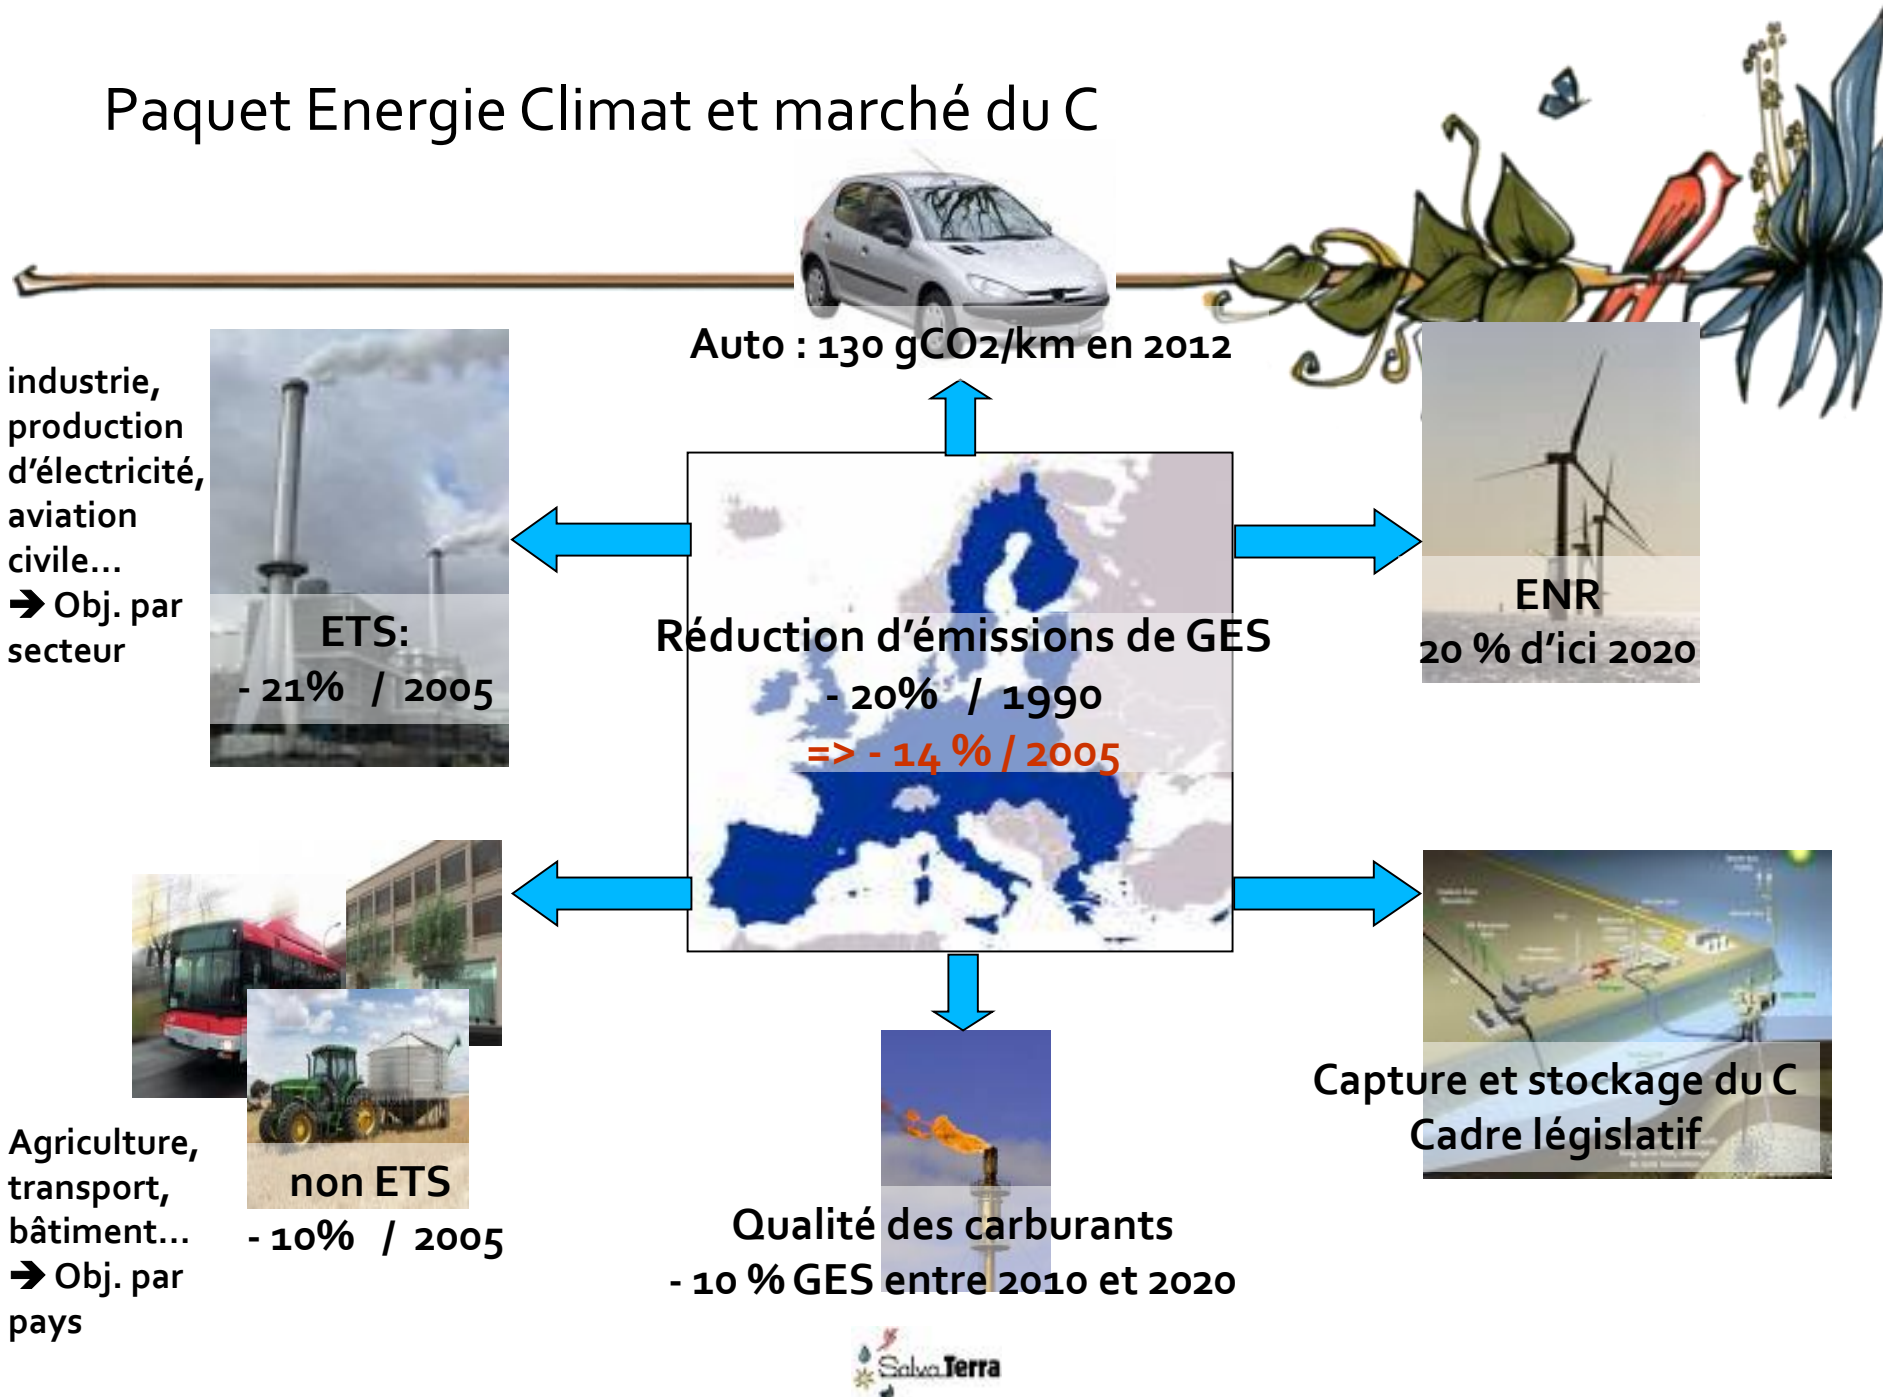 Paquet Energie Climat et marché du C
Auto : 130 gCO2/km en 2012
industrie,
production
d’électricité,
aviation
civile…
➔ Obj. par
secteur
ETS:
- 21% / 2005
Réduction d’émissions de GES
- 20% / 1990
=> - 14 % / 2005
ENR
20 % d’ici 2020
Agriculture,
transport,
bâtiment…
➔ Obj. par
pays
non ETS
- 10% / 2005
Qualité des carburants
- 10 % GES entre 2010 et 2020
Capture et stockage du C
Cadre législatif
SalvaTerra